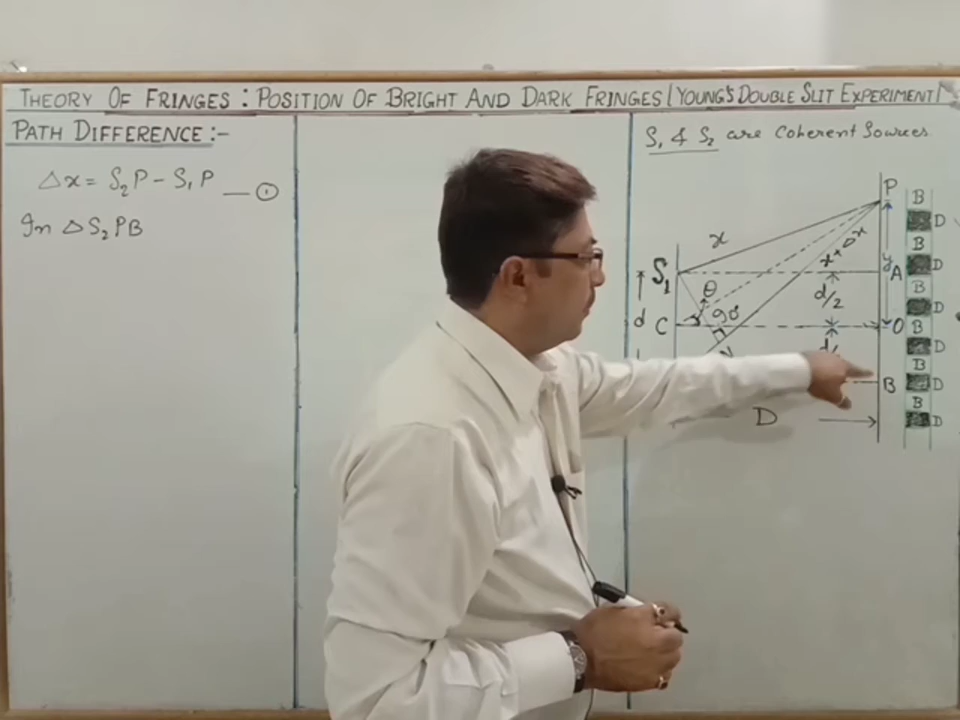 THEORY OF FRINGES : POSITION OF BRIGHT AND DARK FRINGES (YOUNG'S DOUBLE SLIT EXPERIMENT)
PATH DIFFERENCE :-
Δx = S₂P - S₁P — ①
In Δ S₂PB
S₁ & S₂ are Coherent Sources
P
B
D
x
x + Δx
y
B
S₁
A
D
θ
d/2
B
90°
D
d
C
O
B
d/
D
B
B
D
B
D
D